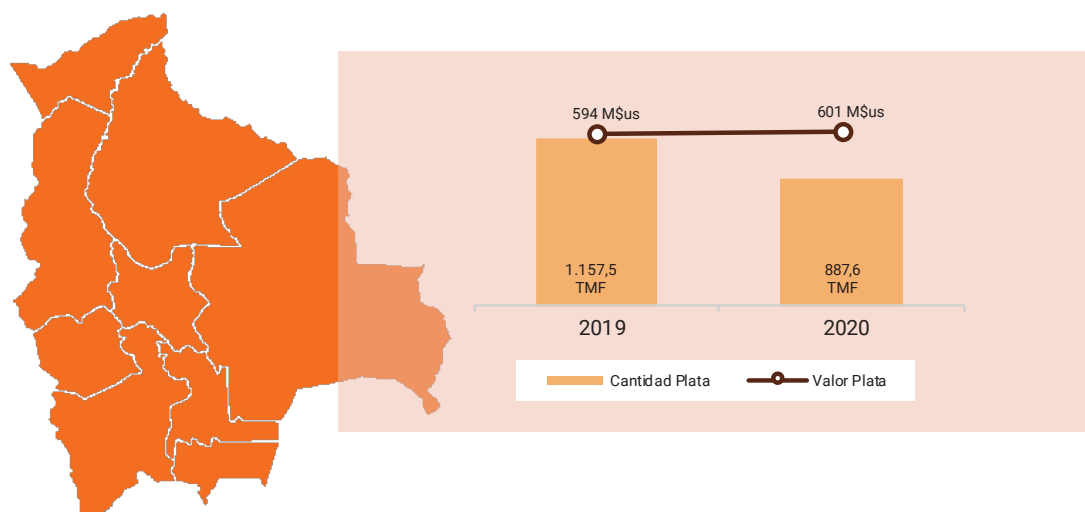 594 M$us
601 M$us
1.157,5
TMF
887,6
TMF
2019
2020
Cantidad Plata
Valor Plata